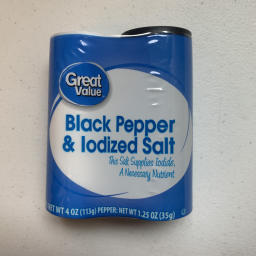 Great
Value
Black Pepper
& Iodized Salt
This Salt Supplies Iodide,
A Necessary Nutrient
NET WT 4 OZ (113g) PEPPER: NET WT 1.25 OZ (35g)